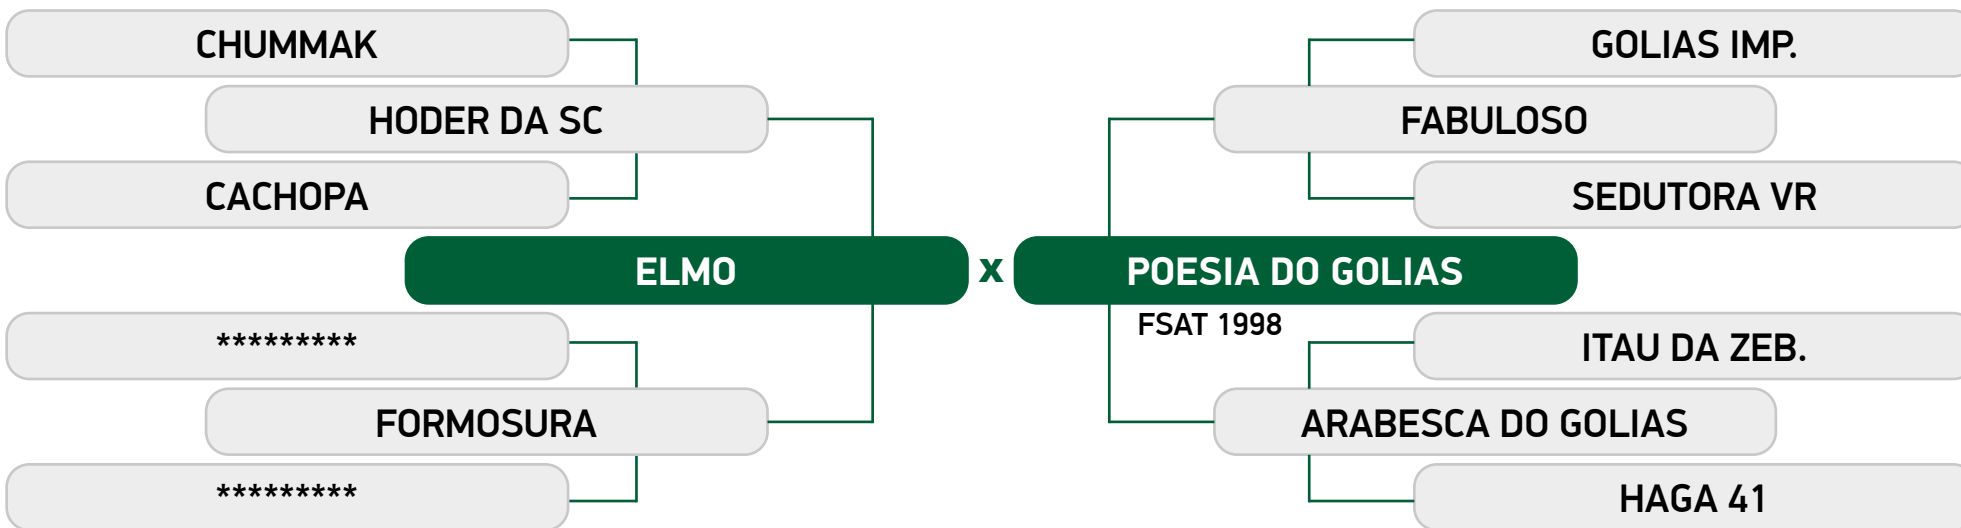 CHUMMAK
GOLIAS IMP.
HODER DA SC
FABULOSO
CACHOPA
SEDUTORA VR
ELMO x POESIA DO GOLIAS
FSAT 1998
*********
ITAU DA ZEB.
FORMOSURA
ARABESCA DO GOLIAS
*********
HAGA 41